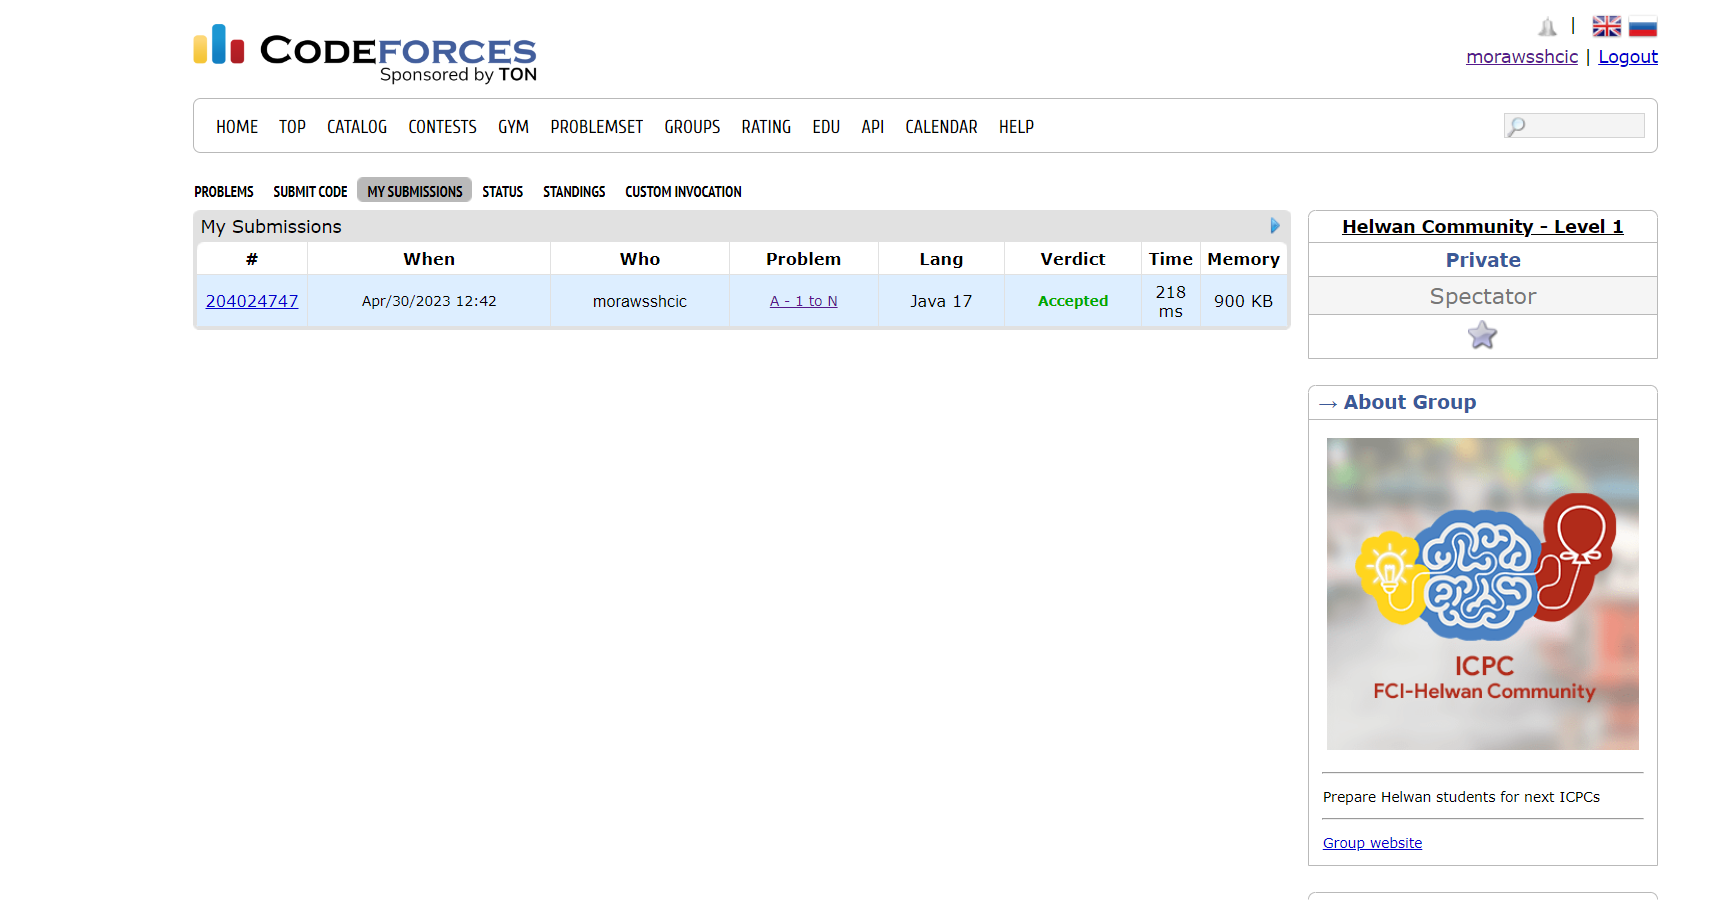 CODEFORCES
Sponsored by TON
|
morawsshcic | Logout
HOME TOP CATALOG CONTESTS GYM PROBLEMSET GROUPS RATING EDU API CALENDAR HELP
PROBLEMS SUBMIT CODE MY SUBMISSIONS STATUS STANDINGS CUSTOM INVOCATION
My Submissions
# When Who Problem Lang Verdict Time Memory
204024747 Apr/30/2023 12:42 morawsshcic A - 1 to N Java 17 Accepted 218 ms 900 KB
Helwan Community - Level 1
Private
Spectator
→ About Group
ICPC
FCI-Helwan Community
Prepare Helwan students for next ICPCs
Group website